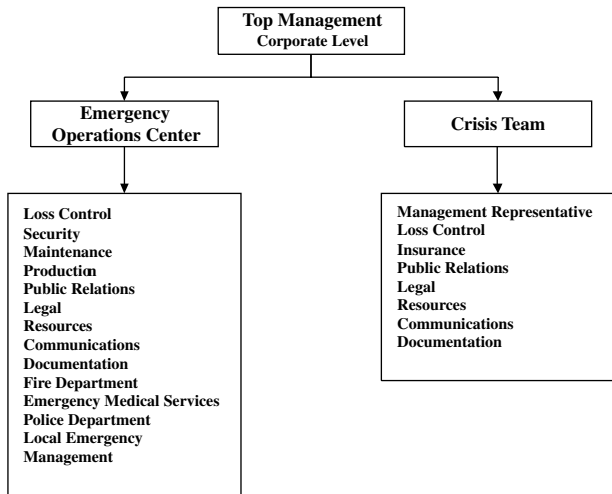 Top Management
Corporate Level
Emergency
Operations Center
Crisis Team
Loss Control
Security
Maintenance
Production
Public Relations
Legal
Resources
Communications
Documentation
Fire Department
Emergency Medical Services
Police Department
Local Emergency
Management
Management Representative
Loss Control
Insurance
Public Relations
Legal
Resources
Communications
Documentation